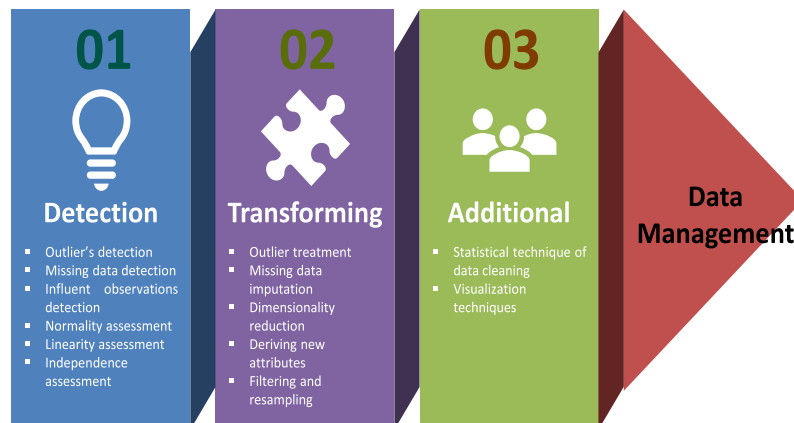 01
Detection
Outlier's detection
Missing data detection
Influent observations
detection
Normality assessment
Linearity assessment
Independence
assessment
02
Transforming
Outlier treatment
Missing data
imputation
Dimensionality
reduction
Deriving new
attributes
Filtering and
resampling
03
Additional
Statistical technique of
data cleaning
Visualization
techniques
Data
Management